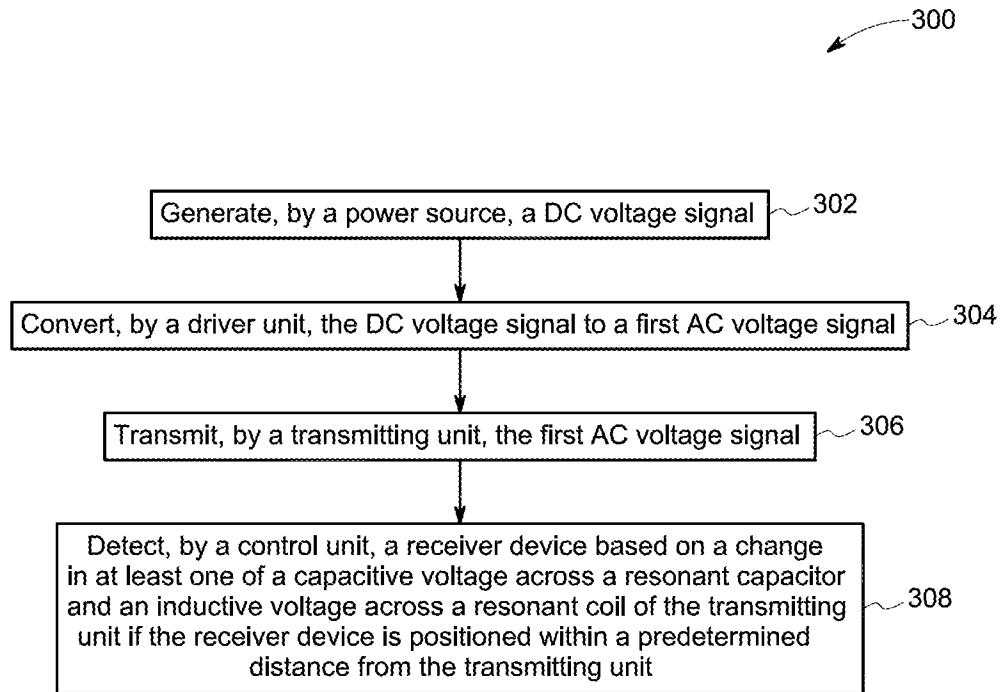 300
Generate, by a power source, a DC voltage signal
302
Convert, by a driver unit, the DC voltage signal to a first AC voltage signal
304
Transmit, by a transmitting unit, the first AC voltage signal
306
Detect, by a control unit, a receiver device based on a change
in at least one of a capacitive voltage across a resonant capacitor
and an inductive voltage across a resonant coil of the transmitting
unit if the receiver device is positioned within a predetermined
distance from the transmitting unit
308